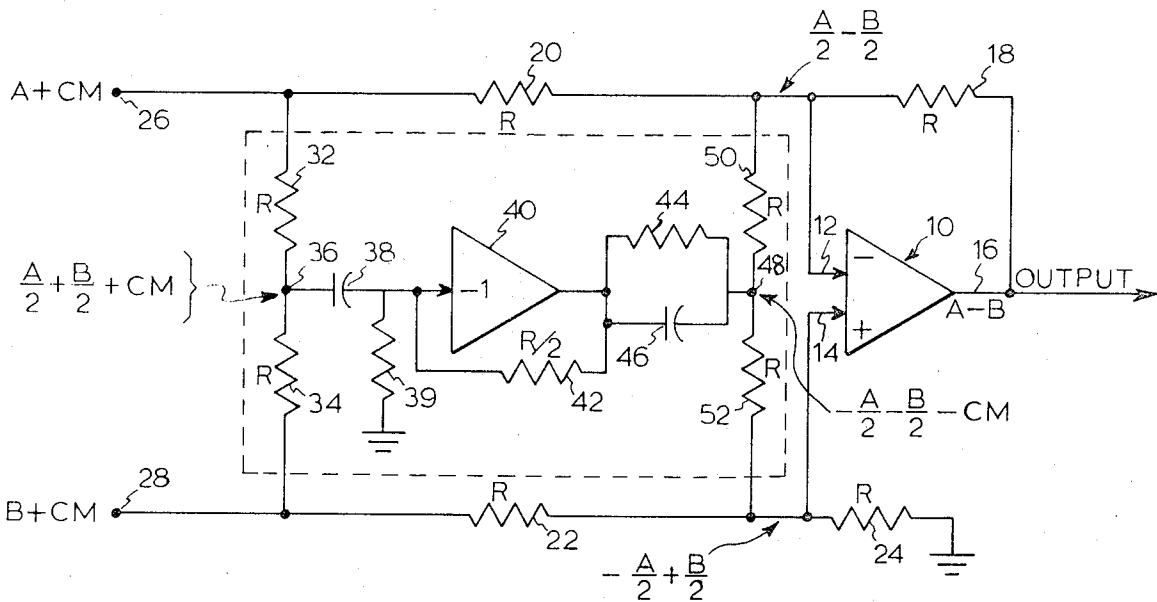 A/2 - B/2
18
20
A+CM
26
R
R
32
R
50
R
44
40
12
10
-
A/2 + B/2 + CM }
36
38
-1
48
16
OUTPUT
A-B
+
14
46
R/2
42
R
34
39
R
52
-A/2 - B/2 - CM
B+CM
28
R
22
R
24
-A/2 + B/2